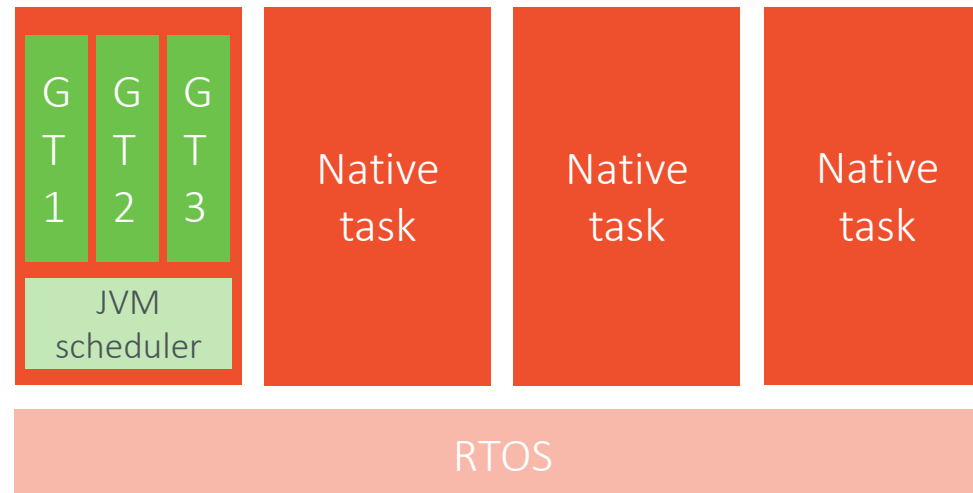 G
T
1
G
T
2
G
T
3
JVM
scheduler
Native
task
Native
task
Native
task
RTOS